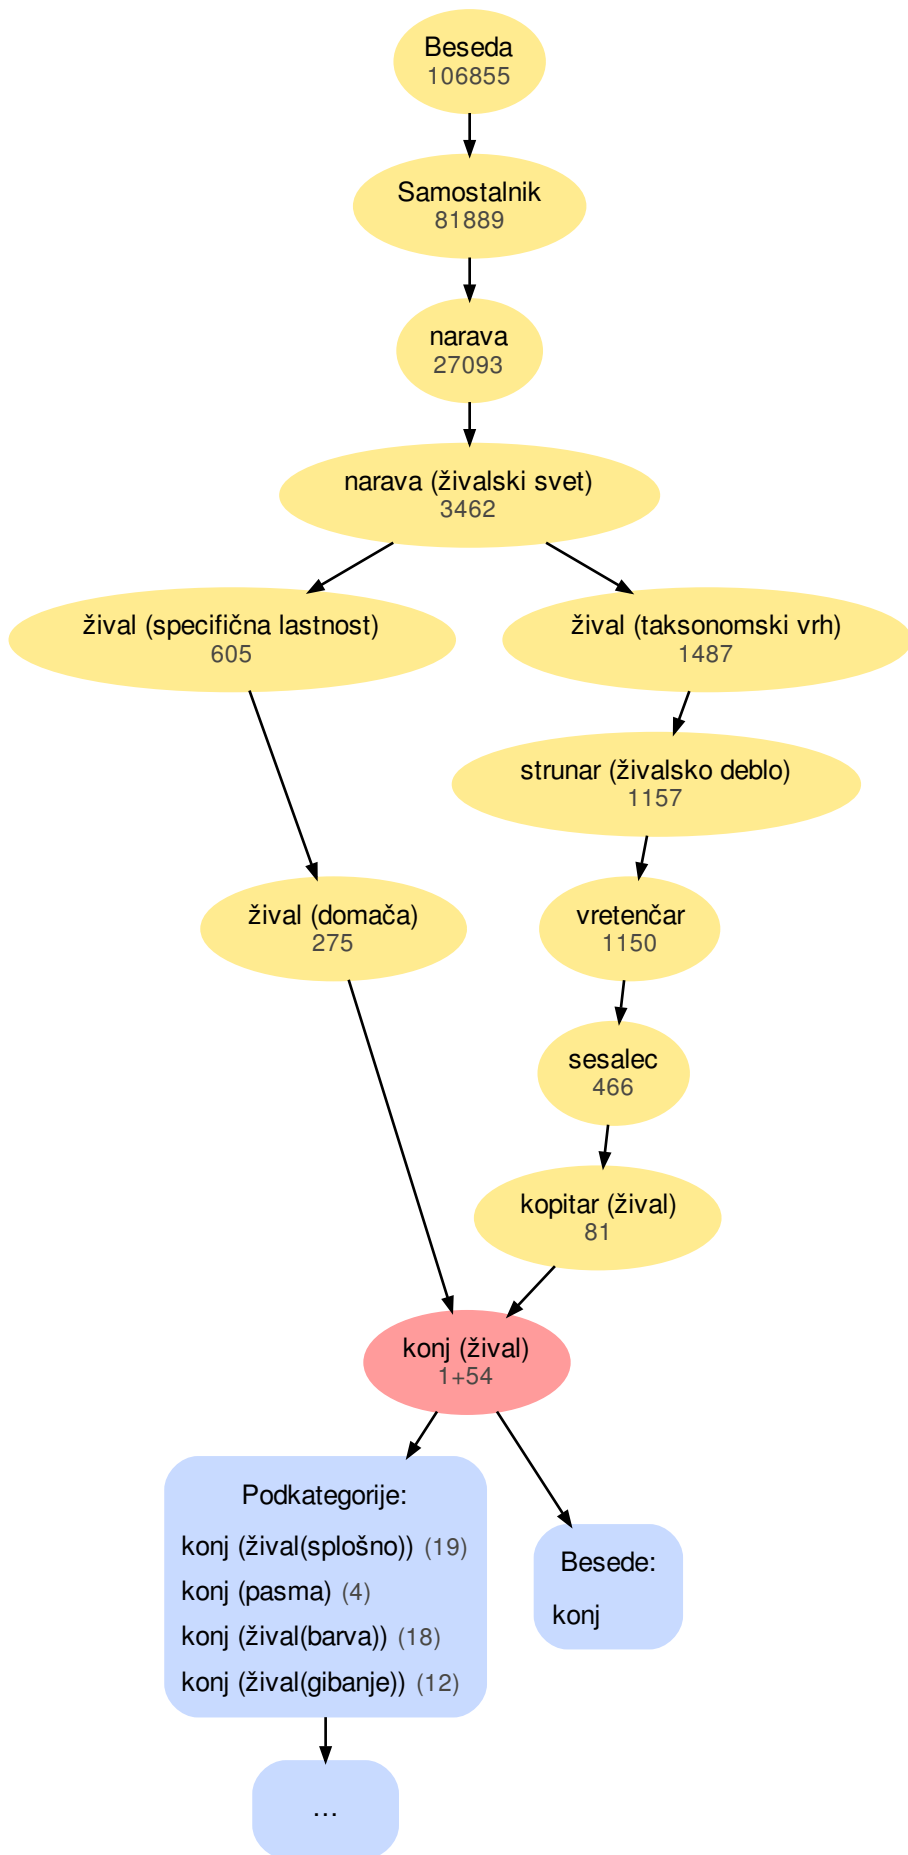 Beseda
106855
Samostalnik
81889
narava
27093
narava (živalski svet)
3462
žival (specifična lastnost)
605
žival (taksonomski vrh)
1487
strunar (živalsko deblo)
1157
žival (domača)
275
vretenčar
1150
sesalec
466
kopitar (žival)
81
konj (žival)
1+54
Podkategorije:
konj (žival(splošno)) (19)
konj (pasma) (4)
konj (žival(barva)) (18)
konj (žival(gibanje)) (12)
Besede:
konj
...